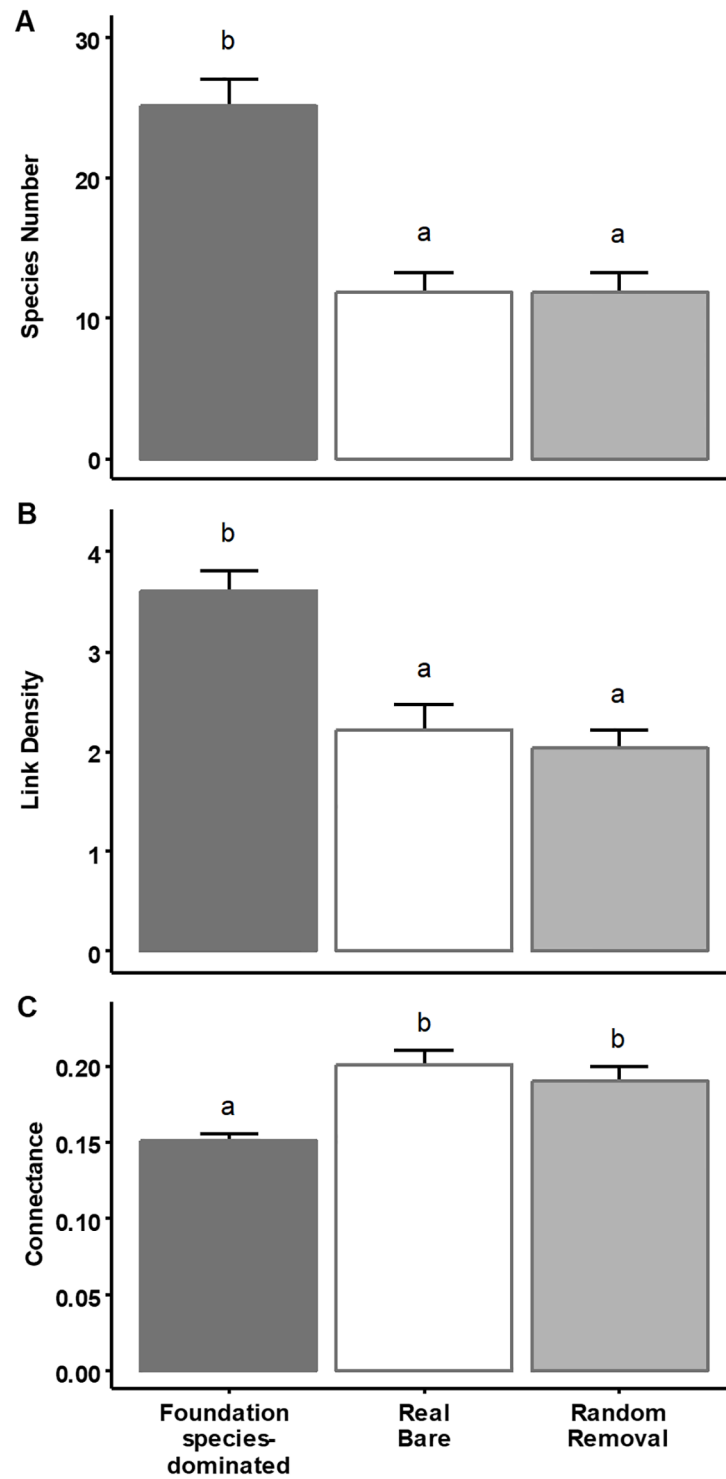 A
b
30
a
a
20
Species Number
10
0
B
b
4
a
a
3
Link Density
2
1
0
C
b
b
0.20
a
0.15
Connectance
0.10
0.05
0.00
Foundation species-dominated
Real Bare
Random Removal